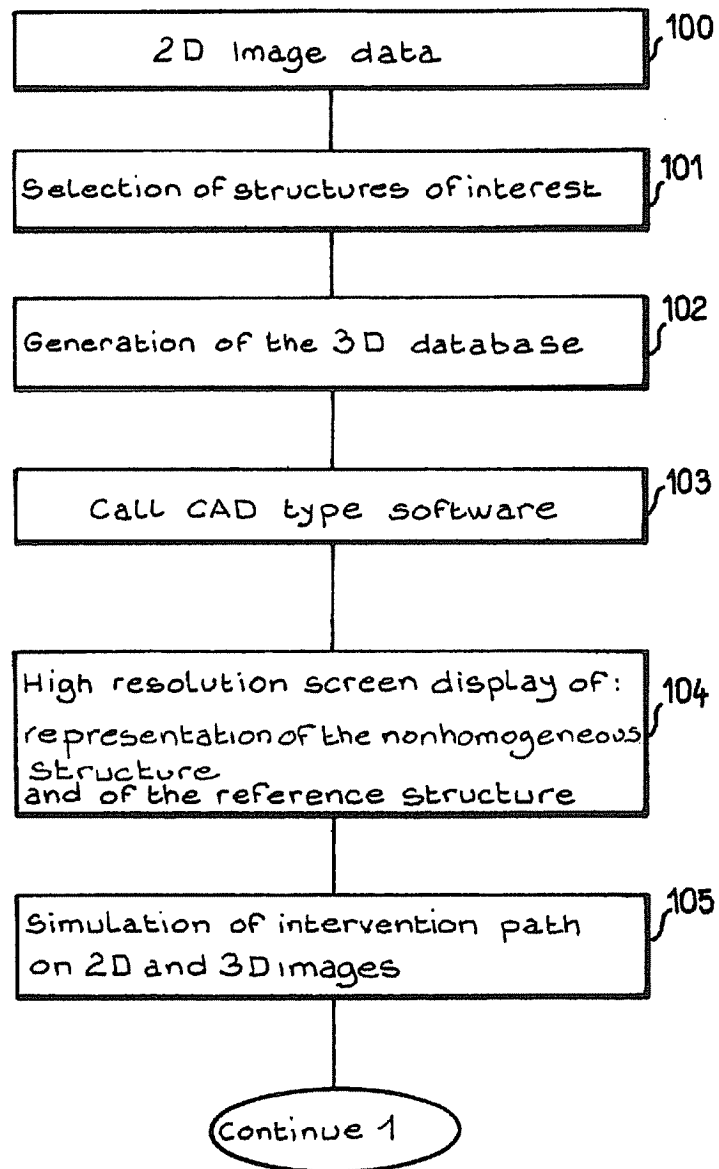 2D Image data
100
Selection of structures of interest
101
Generation of the 3D database
102
Call CAD type software
103
High resolution screen display of:
representation of the nonhomogeneous
structure
and of the reference structure
104
Simulation of intervention path
on 2D and 3D images
105
Continue 1